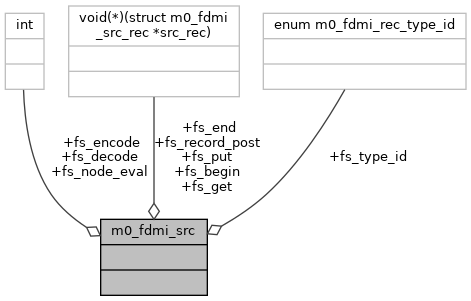 int
void(*)(struct m0_fdmi
_src_rec *src_rec)
enum m0_fdmi_rec_type_id
+fs_encode
+fs_decode
+fs_node_eval
+fs_end
+fs_record_post
+fs_put
+fs_begin
+fs_get
+fs_type_id
m0_fdmi_src